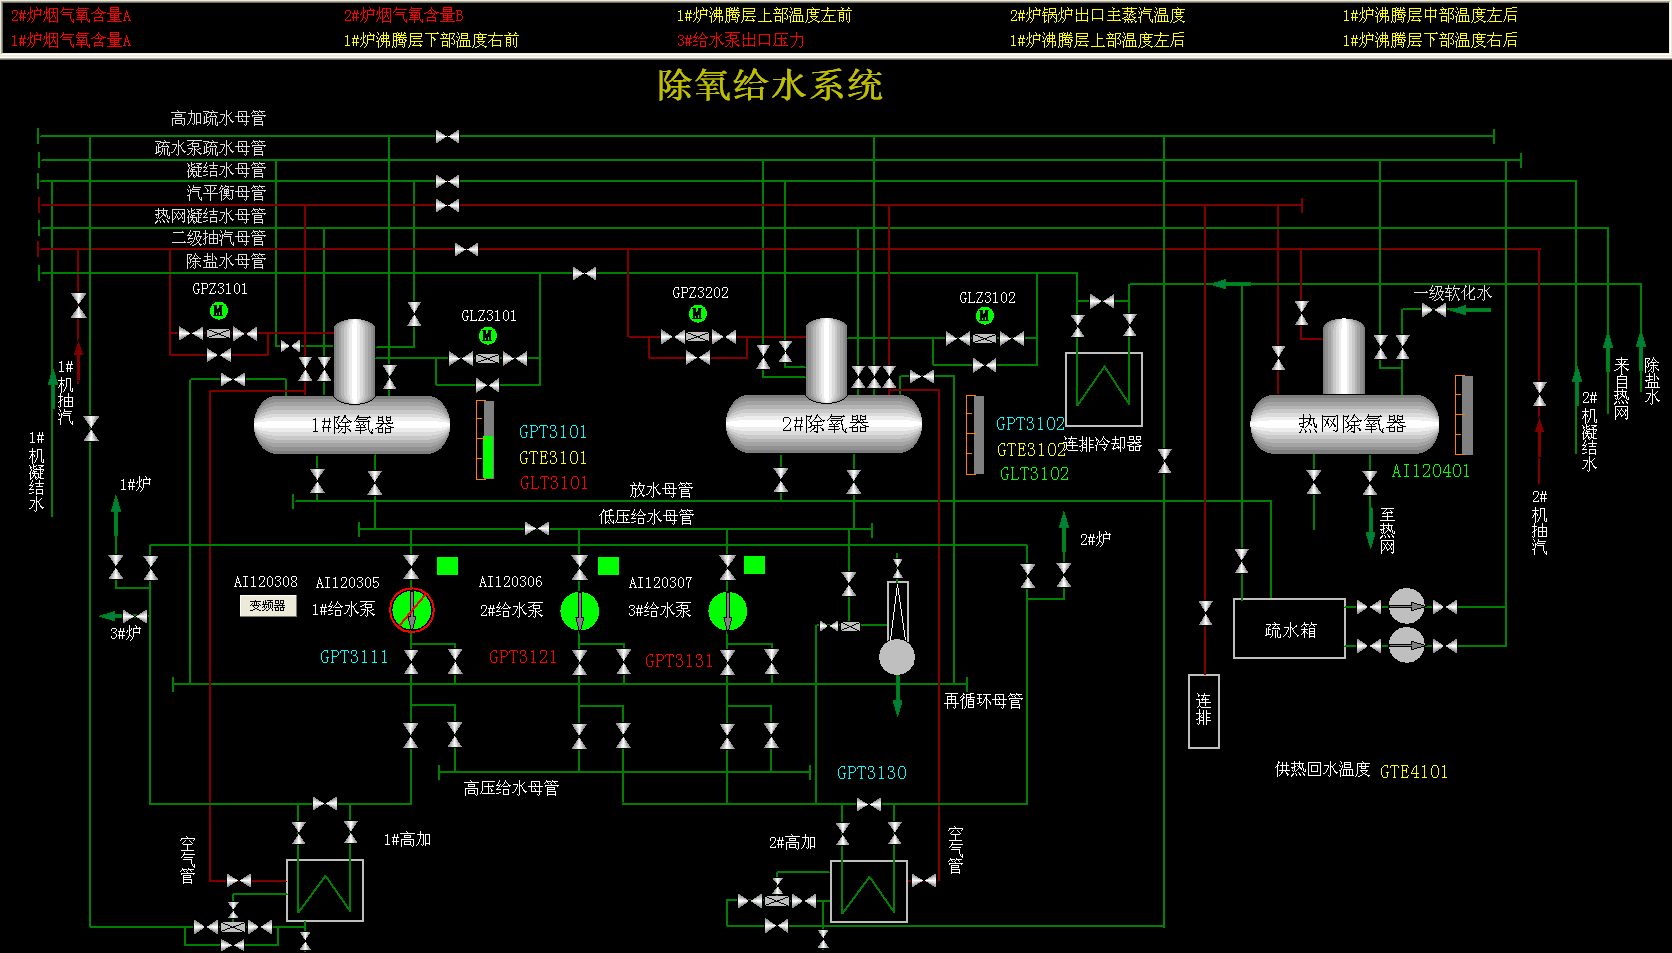 2#炉烟气氧含量A
2#炉烟气氧含量B
1#炉沸腾层上部温度左前
2#炉锅炉出口主蒸汽温度
1#炉沸腾层中部温度左后
1#炉烟气氧含量A
1#炉沸腾层下部温度右前
3#给水泵出口压力
1#炉沸腾层上部温度左后
1#炉沸腾层下部温度右后
除氧给水系统
高加疏水母管
疏水泵疏水母管
凝结水母管
汽平衡母管
热网凝结水母管
二级抽汽母管
除盐水母管
GPZ3101
M
GLZ3101
M
GPZ3202
M
GLZ3102
M
一级软化水
1#机抽汽
1#机凝结水
1#除氧器
GPT3101
GTE3101
GLT3101
2#除氧器
GPT3102
GTE3102
GLT3102
连排冷却器
热网除氧器
AI120401
来自热网
除盐水
2#机凝结水
2#机抽汽
至热网
放水母管
低压给水母管
1#炉
2#炉
3#炉
AI120308
变频器
AI120305
1#给水泵
AI120306
2#给水泵
AI120307
3#给水泵
GPT3111
GPT3121
GPT3131
再循环母管
疏水箱
连排
高压给水母管
GPT3130
供热回水温度
GTE4101
空气管
1#高加
2#高加
空气管